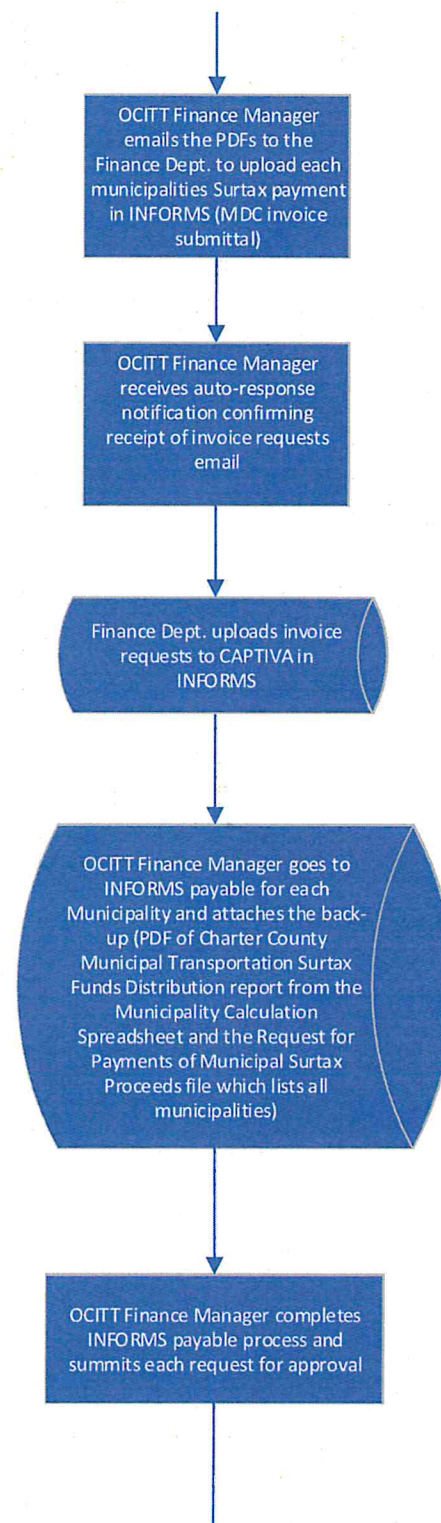 OCITT Finance Manager
emails the PDFs to the
Finance Dept. to upload each
municipalities Surtax payment
in INFORMS (MDC invoice
submittal)
OCITT Finance Manager
receives auto-response
notification confirming
receipt of invoice requests
email
Finance Dept. uploads invoice
requests to CAPTIVA in
INFORMS
OCITT Finance Manager goes to
INFORMS payable for each
Municipality and attaches the back-
up (PDF of Charter County
Municipal Transportation Surtax
Funds Distribution report from the
Municipality Calculation
Spreadsheet and the Request for
Payments of Municipal Surtax
Proceeds file which lists all
municipalities)
OCITT Finance Manager completes
INFORMS payable process and
summits each request for approval